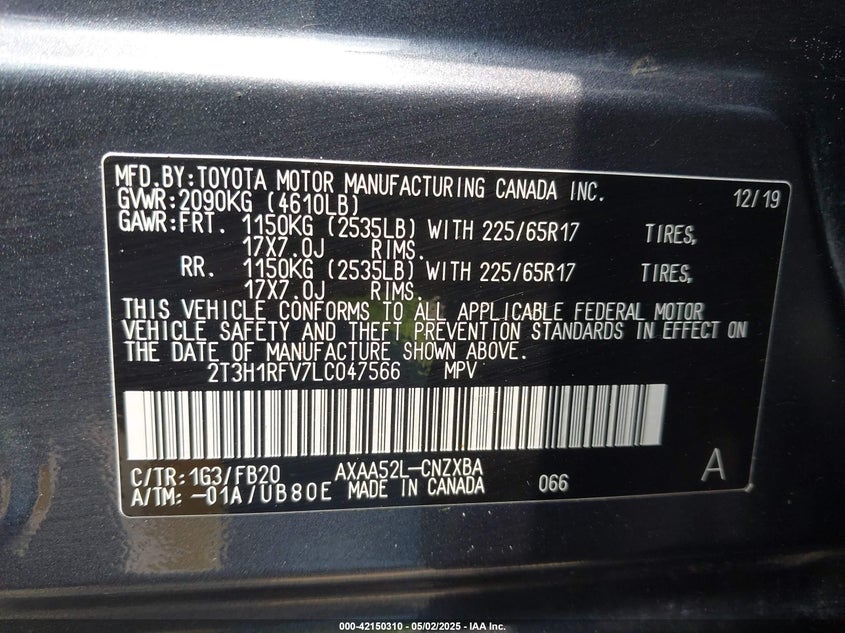 MFD.BY:TOYOTA MOTOR MANUFACTURING CANADA INC. 12/19
GVWR:2090KG (4610LB)
GAWR:FRT. 1150KG (2535LB) WITH 225/65R17 TIRES,
17X7.0J RIMS.
RR. 1150KG (2535LB) WITH 225/65R17 TIRES,
17X7.0J RIMS.
THIS VEHICLE CONFORMS TO ALL APPLICABLE FEDERAL MOTOR
VEHICLE SAFETY AND THEFT PREVENTION STANDARDS IN EFFECT ON
THE DATE OF MANUFACTURE SHOWN ABOVE.
2T3H1RFV7LC047566 MPV
C/TR:1G3/FB20 AXAA52L-CNZXBA A
A/TM:-01A/UB80E MADE IN CANADA 066
000-42150310 - 05/02/2025 - IAA Inc.